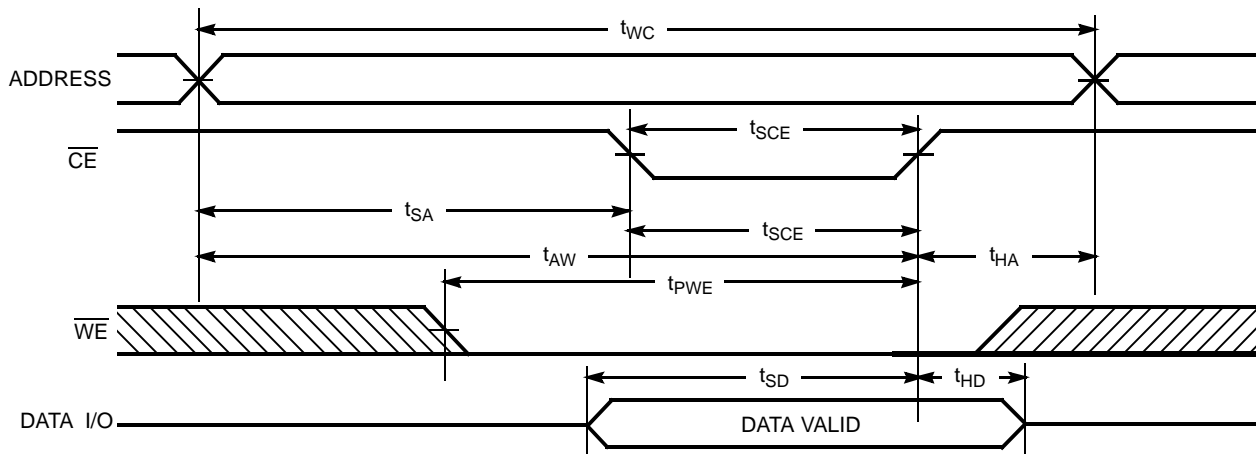 tWC
ADDRESS
tSCE
CE
tSA
tSCE
tAW
tHA
tPWE
WE
tSD
tHD
DATA I/O
DATA VALID